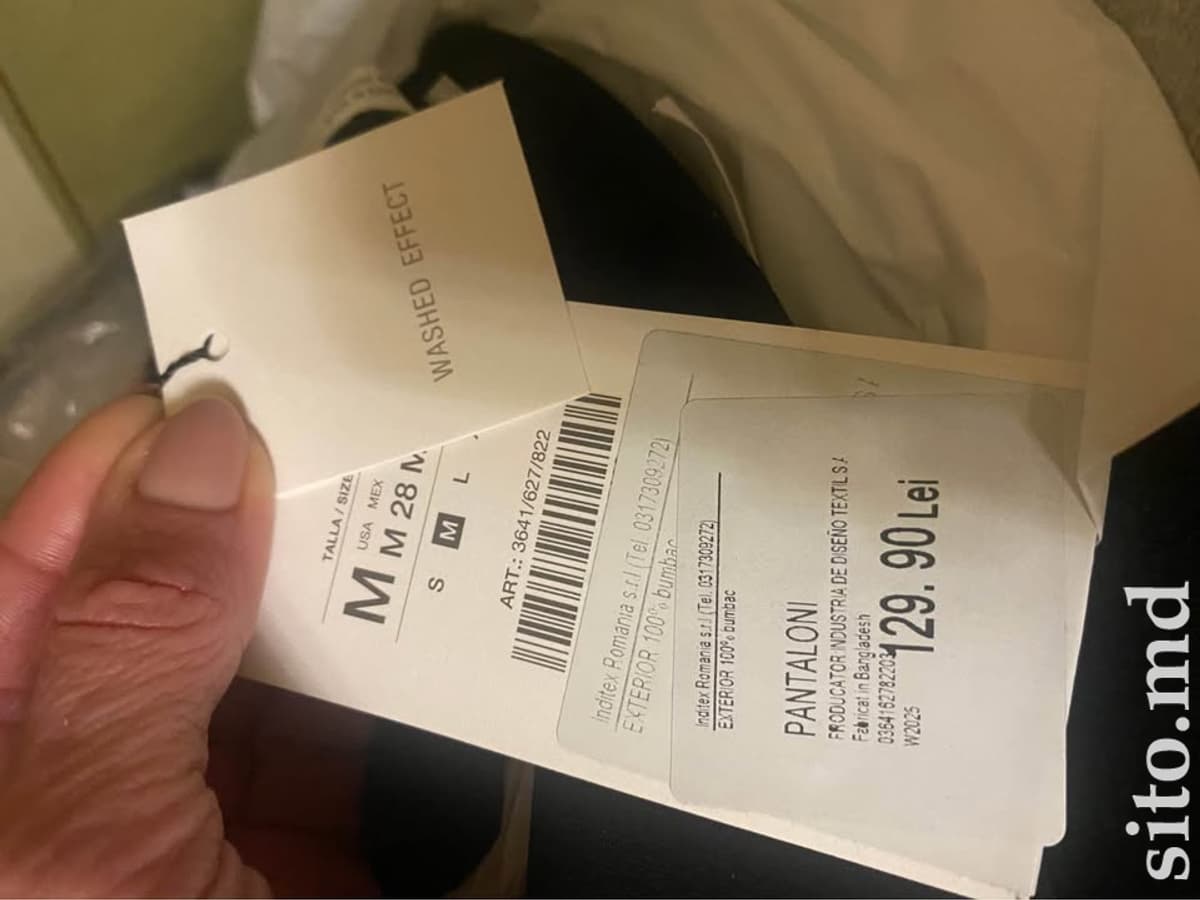 WASHED EFFECT
TALLA / SIZE
USA MEX
M M 28
S M L
ART.: 3641/627/822
Inditex Romania s.r.l (Tel. 0317309272)
EXTERIOR 100% bumbac
Inditex Romania s.r.l (Tel. 0317309272)
EXTERIOR 100% bumbac
PANTALONI
PRODUCATOR:INDUSTRIA DE DISEÑO TEXTIL S.A
Fabricat in Bangladesh
0364162782203
W2025
129.90 Lei
sito.md